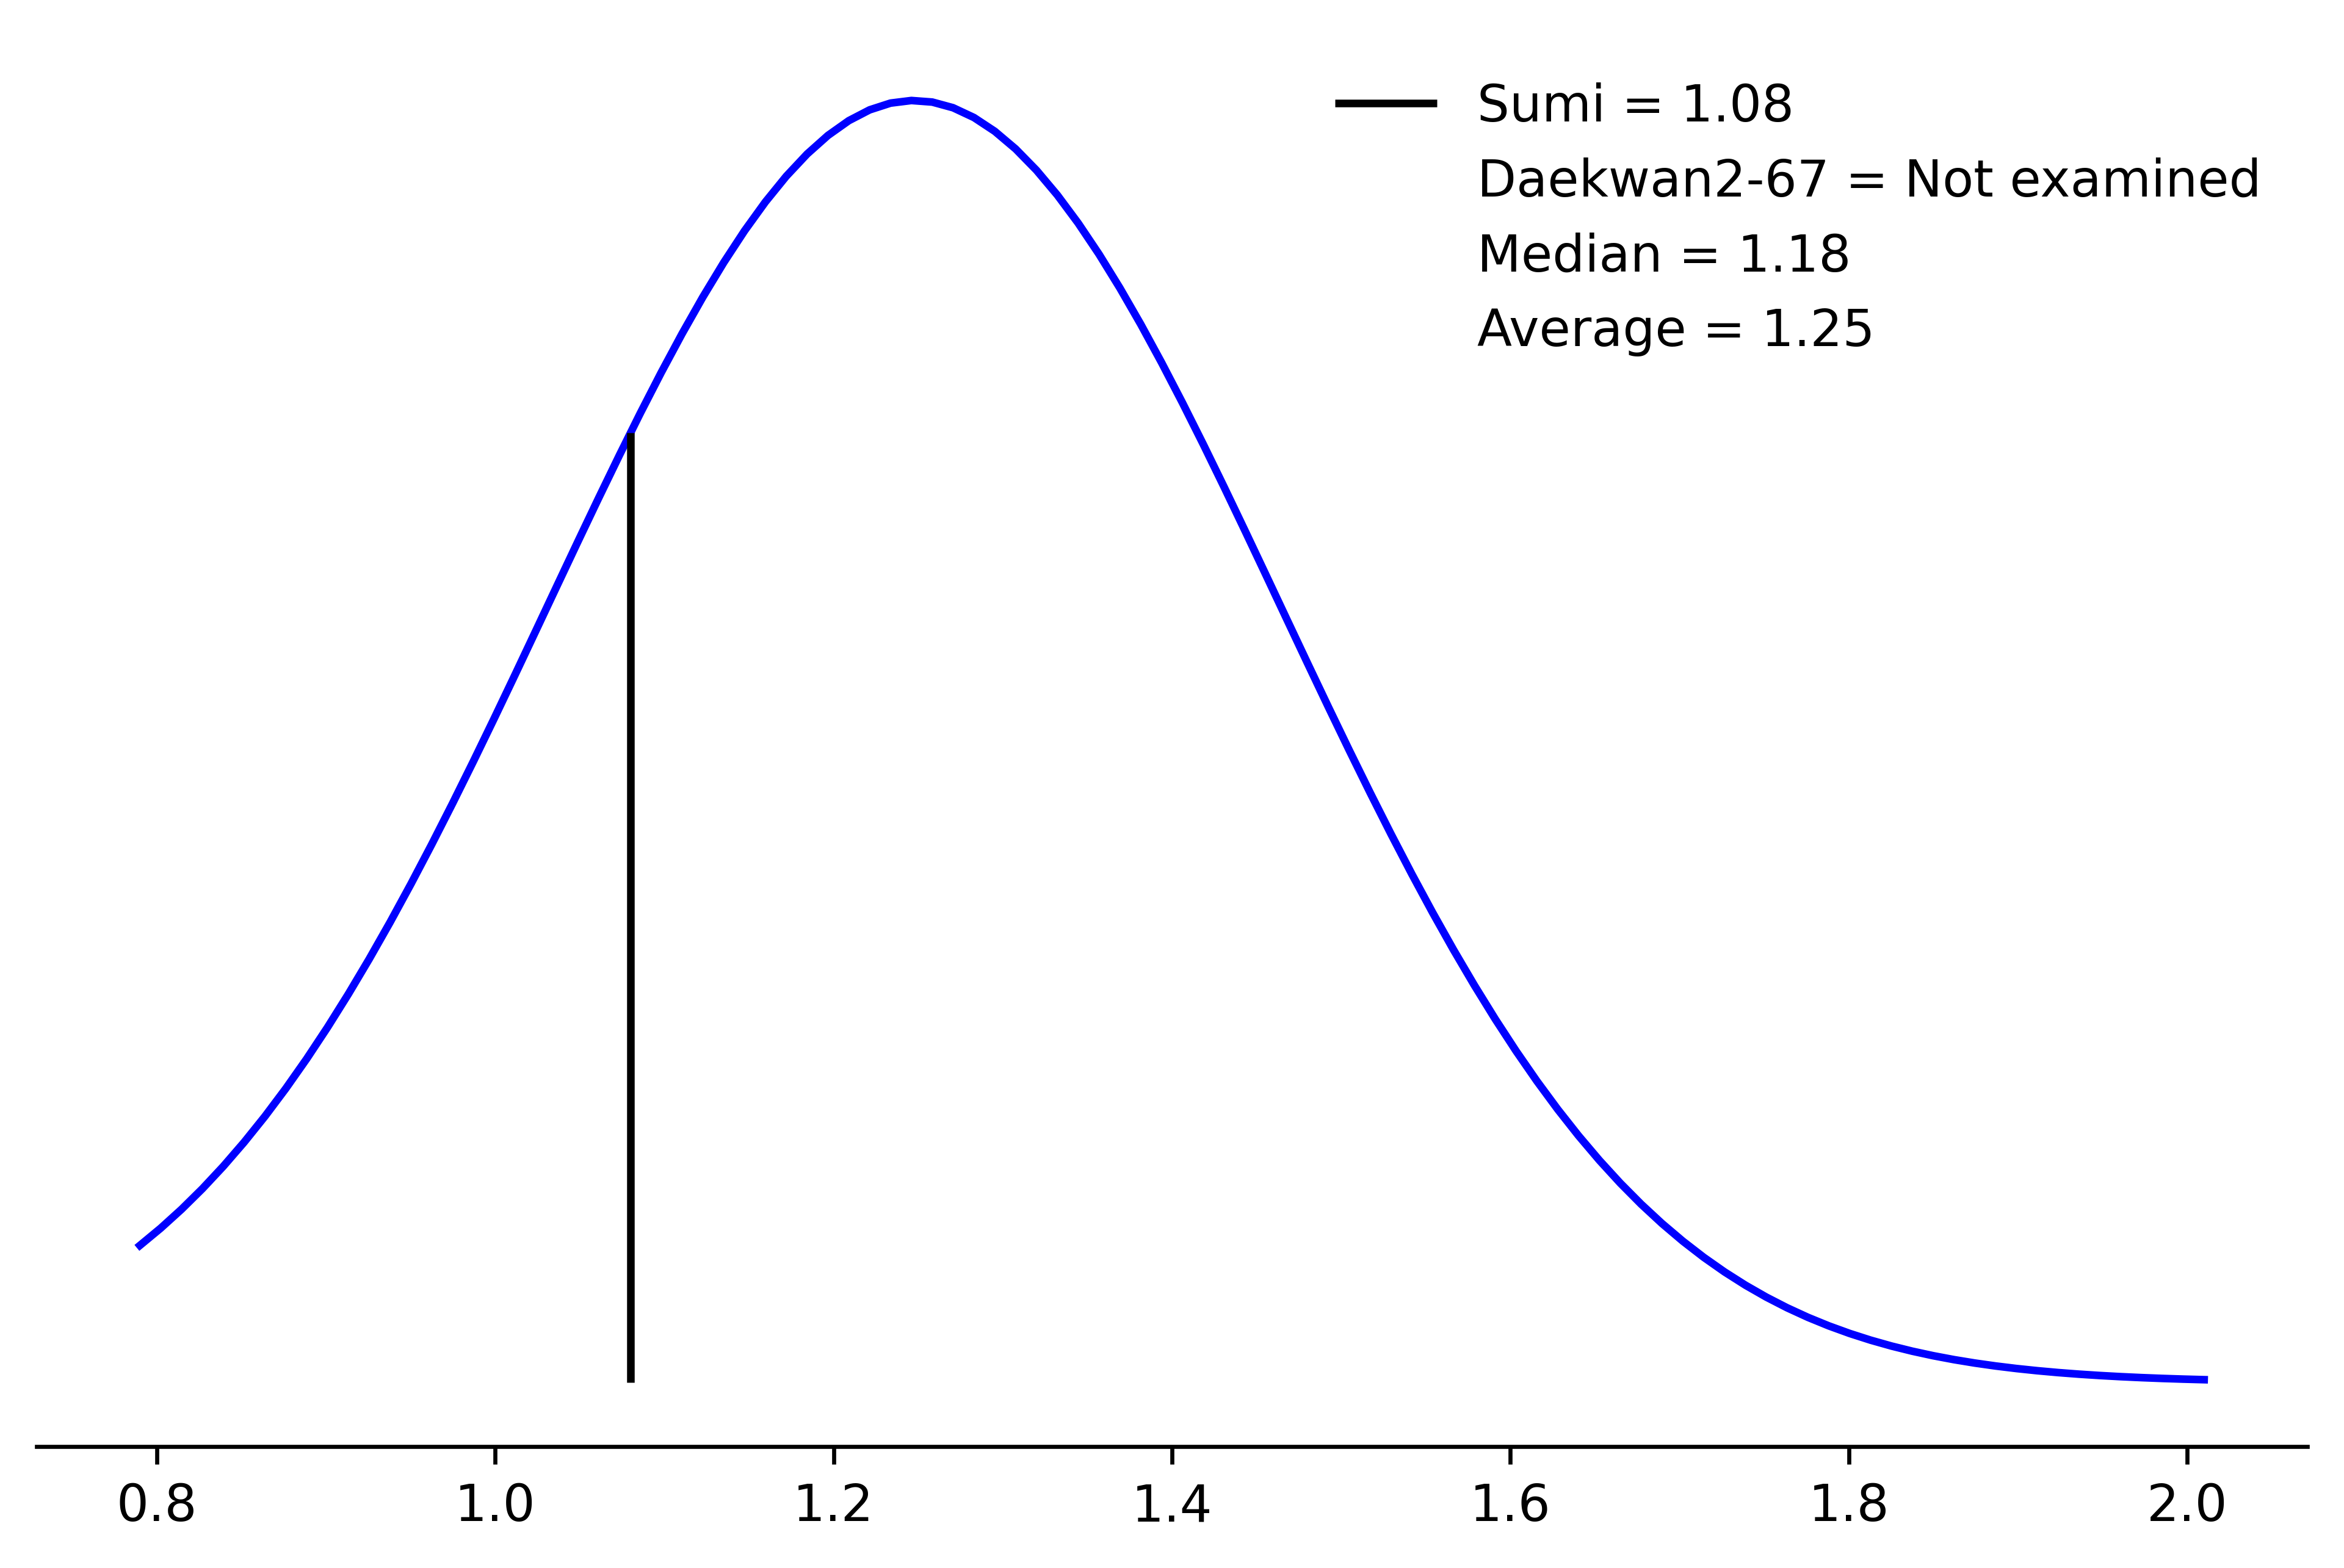 Sumi = 1.08
Daekwan2-67 = Not examined
Median = 1.18
Average = 1.25
0.8 1.0 1.2 1.4 1.6 1.8 2.0